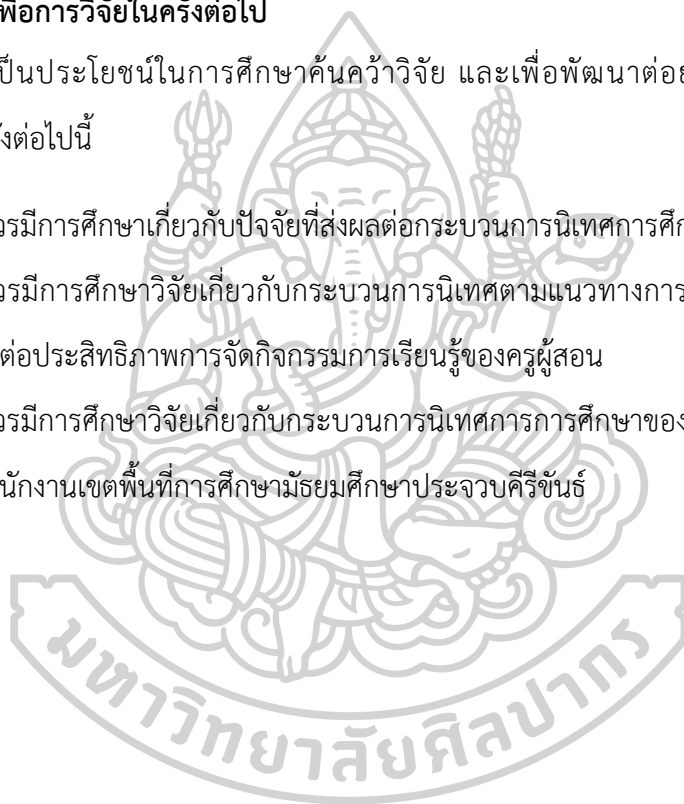 พื่อการวิจัยในครั้งต่อไป
ป็นประโยชน์ในการศึกษาค้นคว้าวิจัย และเพื่อพัฒนาต่อย
ังต่อไปนี้
วรมีการศึกษาเกี่ยวกับปัจจัยที่ส่งผลต่อกระบวนการนิเทศการศึก
วรมีการศึกษาวิจัยเกี่ยวกับกระบวนการนิเทศตามแนวทางการ
ต่อประสิทธิภาพการจัดกิจกรรมการเรียนรู้ของครูผู้สอน
วรมีการศึกษาวิจัยเกี่ยวกับกระบวนการนิเทศการการศึกษาของ
นักงานเขตพื้นที่การศึกษามัธยมศึกษาประจวบคีรีขันธ์
มหาวิทยาลัยศิลปากร